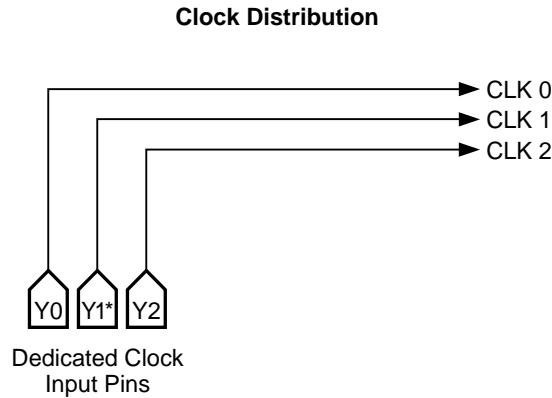 Clock Distribution
CLK 0
CLK 1
CLK 2
Y0 Y1* Y2
Dedicated Clock
Input Pins